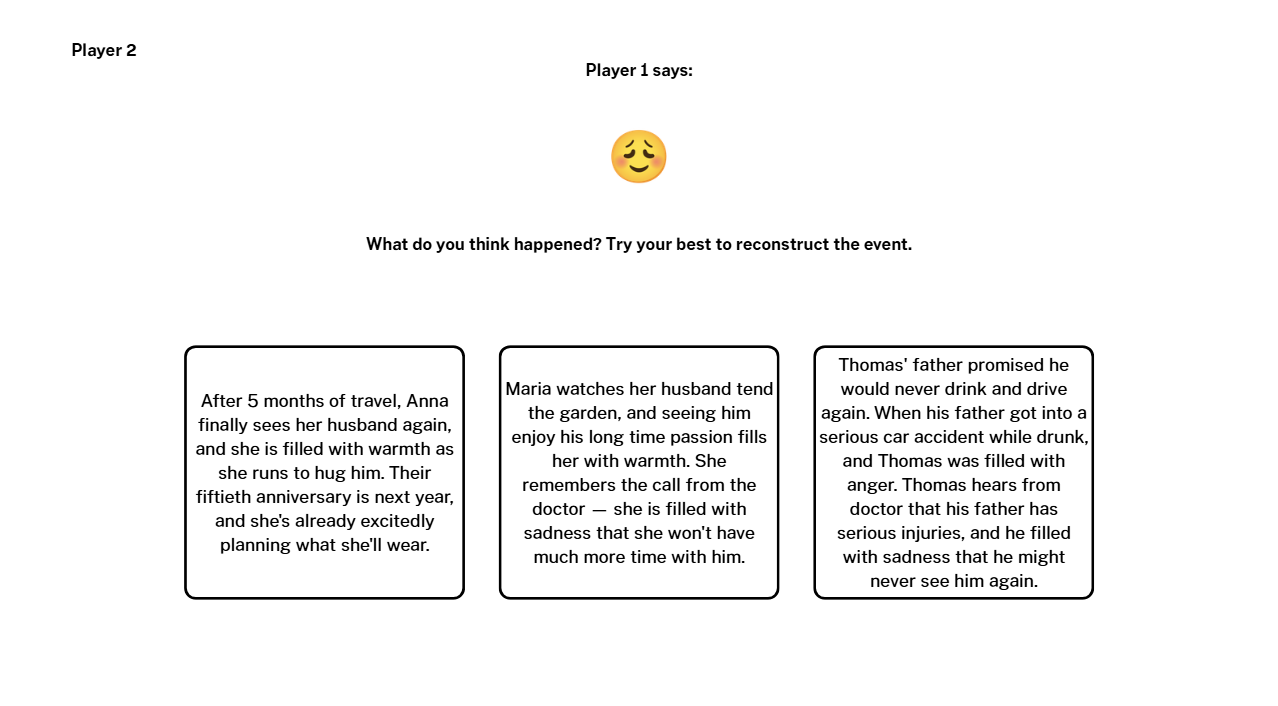 Player 2
Player 1 says:
What do you think happened? Try your best to reconstruct the event.
After 5 months of travel, Anna
finally sees her husband again,
and she is filled with warmth as
she runs to hug him. Their
fiftieth anniversary is next year,
and she's already excitedly
planning what she'll wear.
Maria watches her husband tend
the garden, and seeing him
enjoy his long time passion fills
her with warmth. She
remembers the call from the
doctor — she is filled with
sadness that she won't have
much more time with him.
Thomas' father promised he
would never drink and drive
again. When his father got into a
serious car accident while drunk,
and Thomas was filled with
anger. Thomas hears from
doctor that his father has
serious injuries, and he filled
with sadness that he might
never see him again.